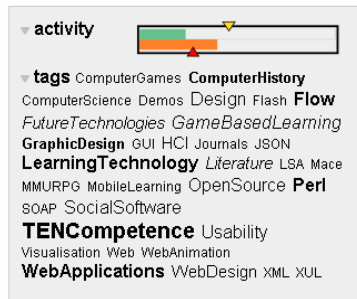 activity
tags ComputerGames ComputerHistory
ComputerScience Demos Design Flash Flow
FutureTechnologies GameBasedLearning
GraphicDesign GUI HCI Journals JSON
LearningTechnology Literature LSA Mace
MMURPG MobileLearning OpenSource Perl
SOAP SocialSoftware
TENCompetence Usability
Visualisation Web WebAnimation
WebApplications WebDesign XML XUL